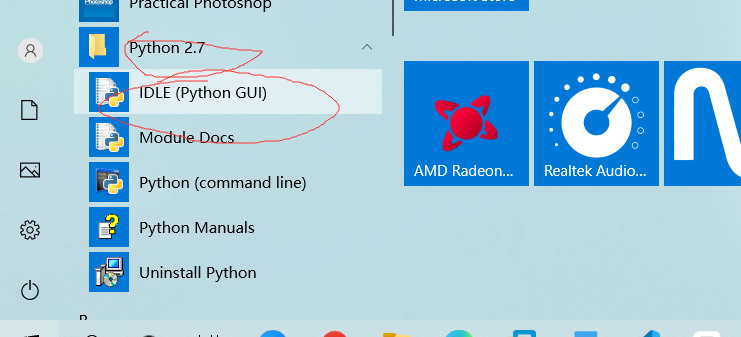 Photoshop
Practical Photoshop
Python 2.7
IDLE (Python GUI)
Module Docs
Python (command line)
Python Manuals
Uninstall Python
AMD Radeon...
Realtek Audio...